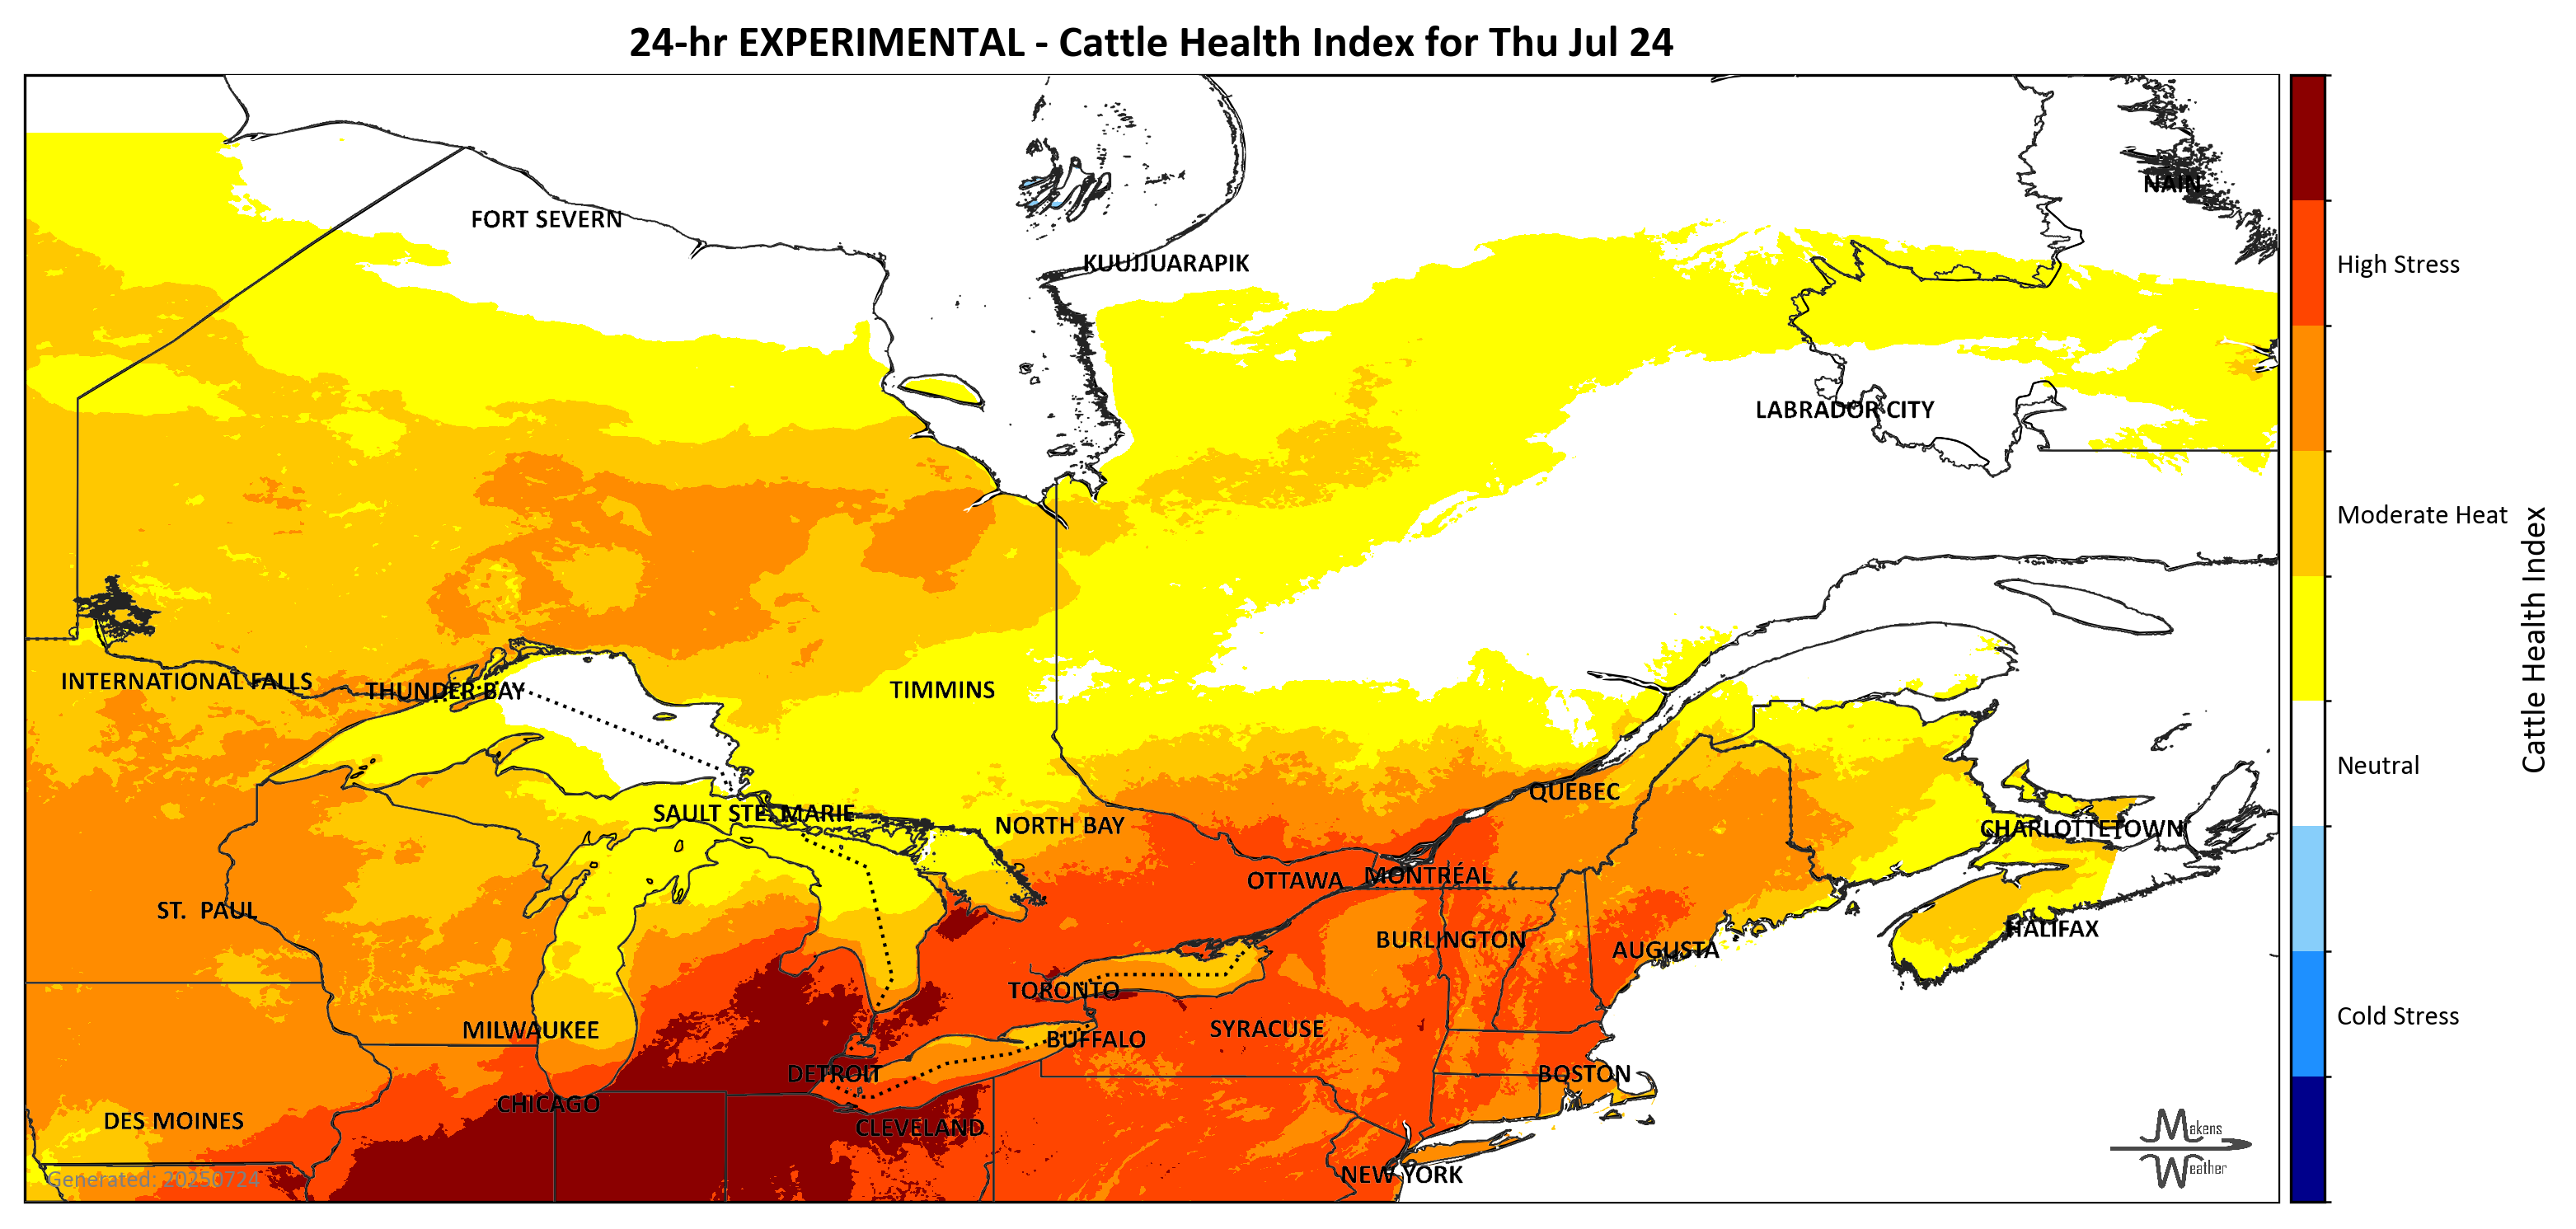 24-hr EXPERIMENTAL - Cattle Health Index for Thu Jul 24
NAIN
FORT SEVERN
KUUJJUARAPIK
High Stress
LABRADOR CITY
Moderate Heat
INTERNATIONAL FALLS
THUNDER BAY
TIMMINS
Neutral
Cattle Health Index
QUEBEC
SAULT STE. MARIE
NORTH BAY
CHARLOTTETOWN
OTTAWA
MONTRÉAL
ST. PAUL
HALIFAX
BURLINGTON
AUGUSTA
TORONTO
Cold Stress
MILWAUKEE
SYRACUSE
BUFFALO
DETROIT
BOSTON
CHICAGO
DES MOINES
CLEVELAND
Makens
Weather
NEW YORK
Generated: 20250724